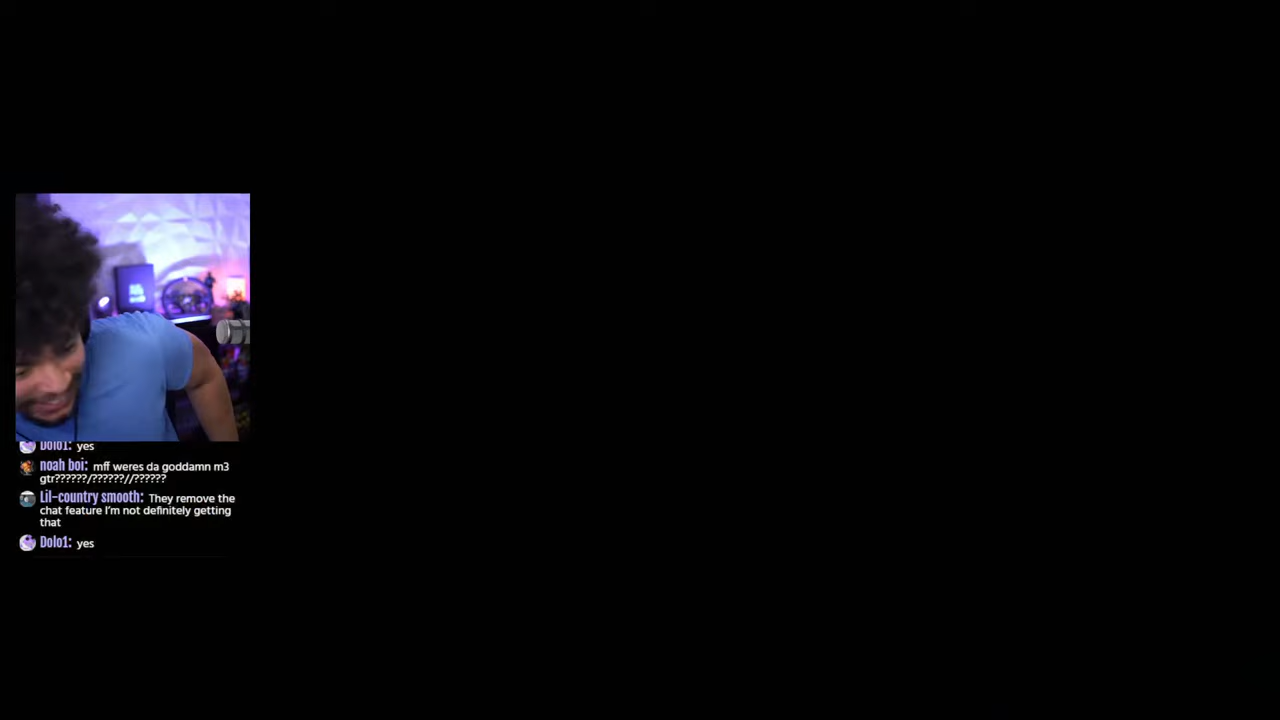 Dolo1: yes
noah boi: mff weres da goddamn m3
gtr??????/??????//??????
Lil-country smooth: They remove the
chat feature I'm not definitely getting
that
Dolo1: yes